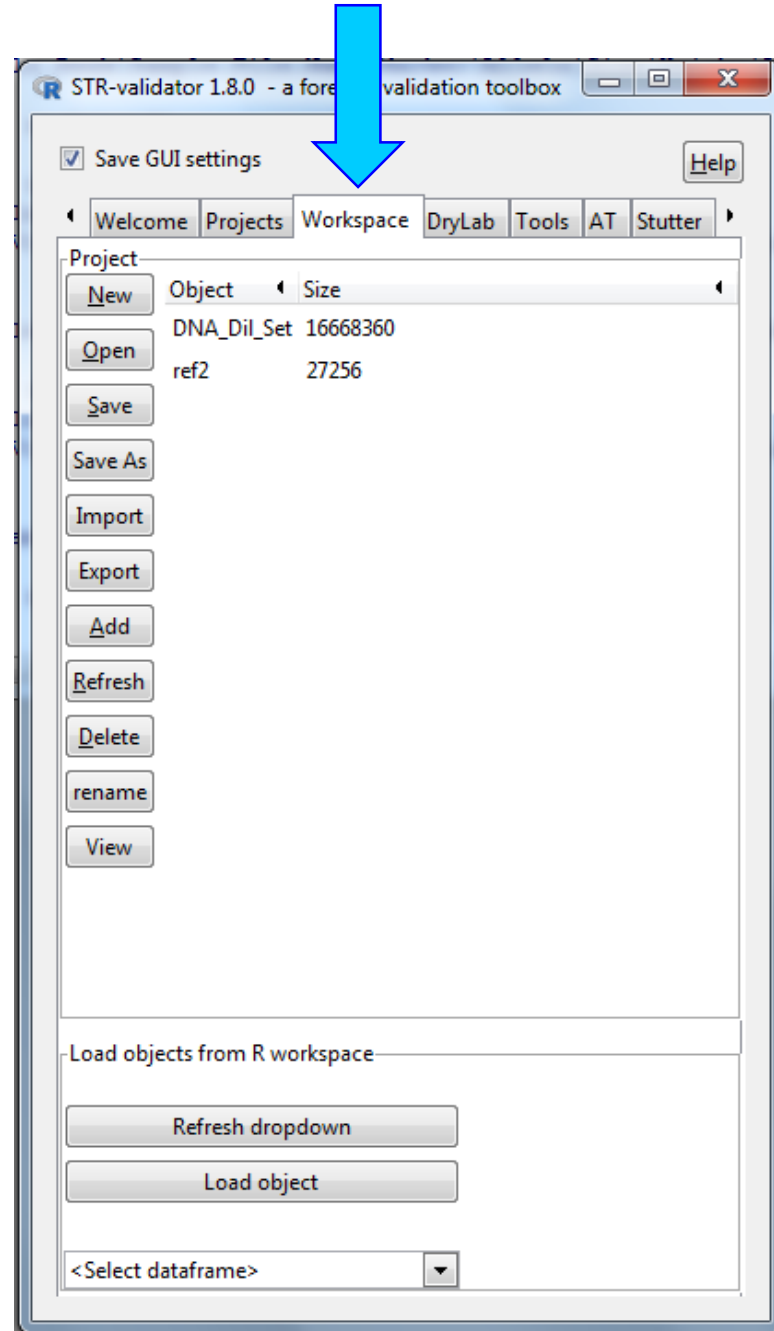 STR-validator 1.8.0 - a fore vali dation toolbox
Save GUI settings
Help
Welcome Projects Workspace DryLab Tools AT Stutter
Project
New Object Size
DNA_Dil_Set 16668360
Open
ref2 27256
Save
Save As
Import
Export
Add
Refresh
Delete
rename
View
Load objects from R workspace
Refresh dropdown
Load object
<Select dataframe>